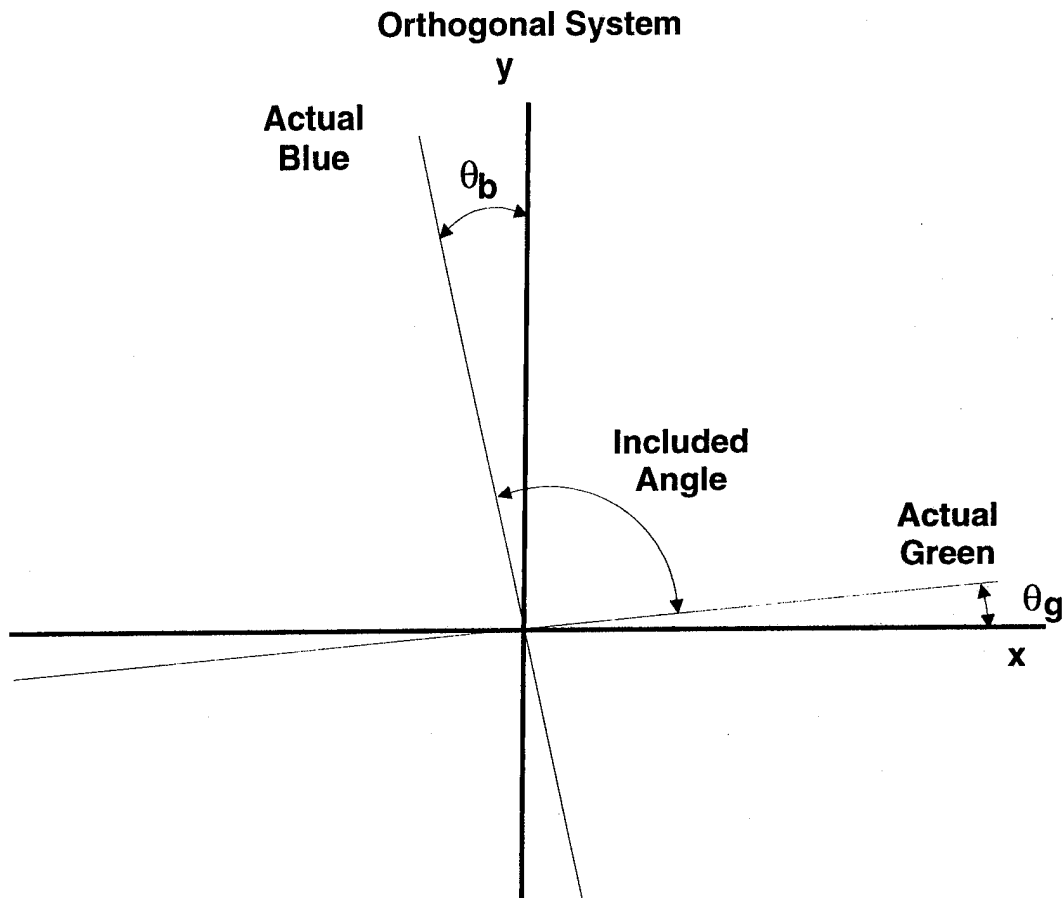 Orthogonal System
y
Actual
Blue
θb
Included
Angle
Actual
Green
θg
x